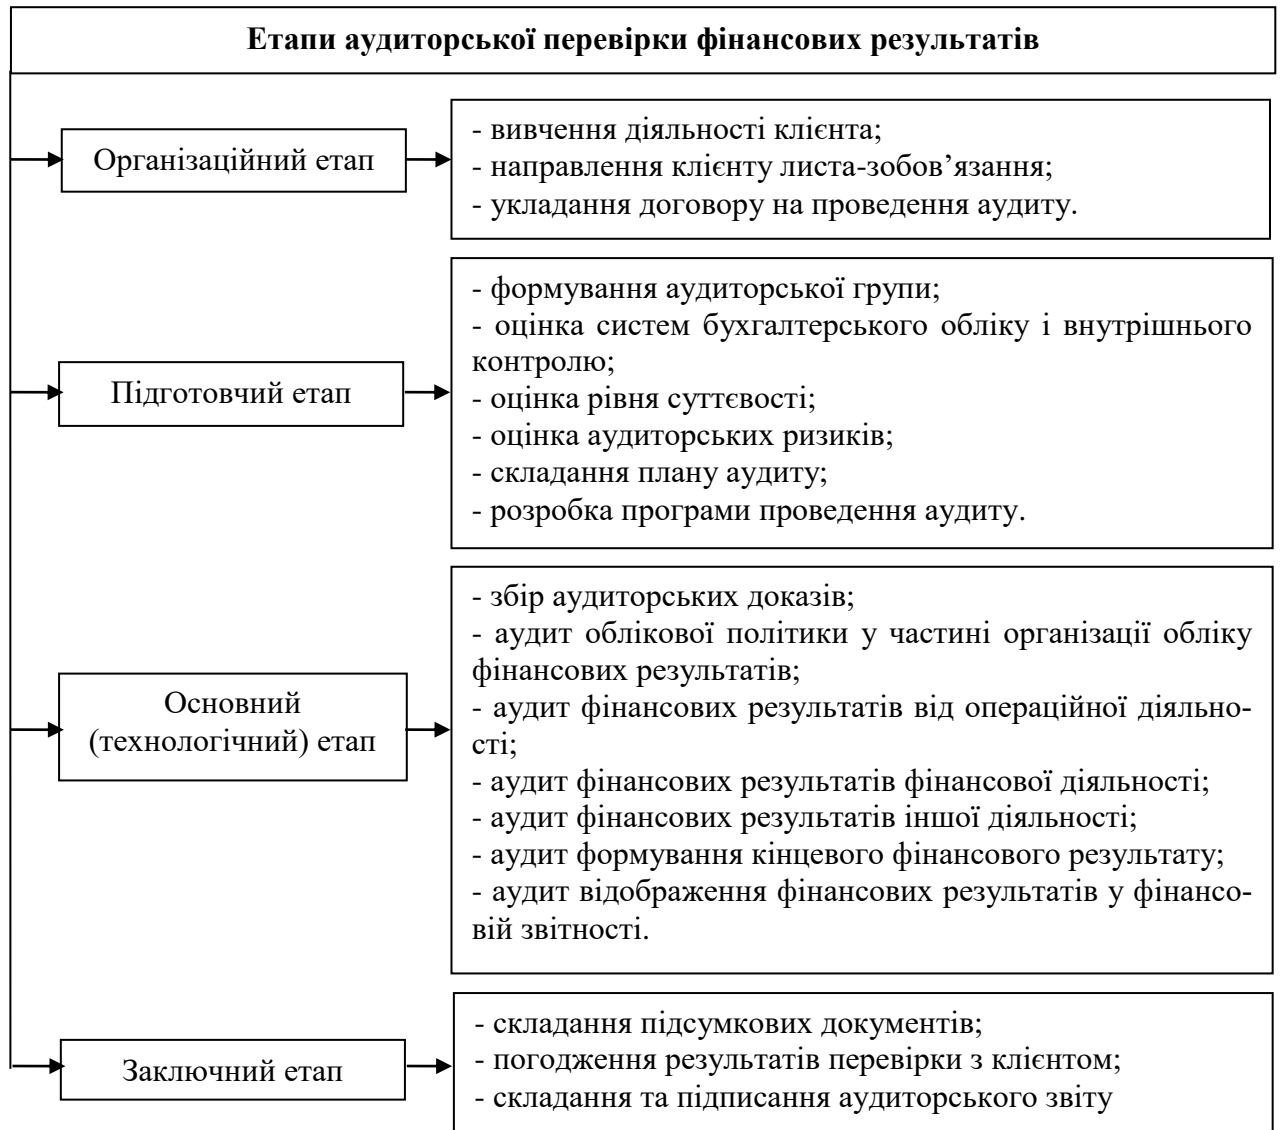 Етапи аудиторської перевірки фінансових результатів
Організаційний етап
- вивчення діяльності клієнта;
- направлення клієнту листа-зобов’язання;
- укладання договору на проведення аудиту.
Підготовчий етап
- формування аудиторської групи;
- оцінка систем бухгалтерського обліку і внутрішнього
контролю;
- оцінка рівня суттєвості;
- оцінка аудиторських ризиків;
- складання плану аудиту;
- розробка програми проведення аудиту.
Основний
(технологічний) етап
- збір аудиторських доказів;
- аудит облікової політики у частині організації обліку
фінансових результатів;
- аудит фінансових результатів від операційної діяльно-
сті;
- аудит фінансових результатів фінансової діяльності;
- аудит фінансових результатів іншої діяльності;
- аудит формування кінцевого фінансового результату;
- аудит відображення фінансових результатів у фінансо-
вій звітності.
Заключний етап
- складання підсумкових документів;
- погодження результатів перевірки з клієнтом;
- складання та підписання аудиторського звіту